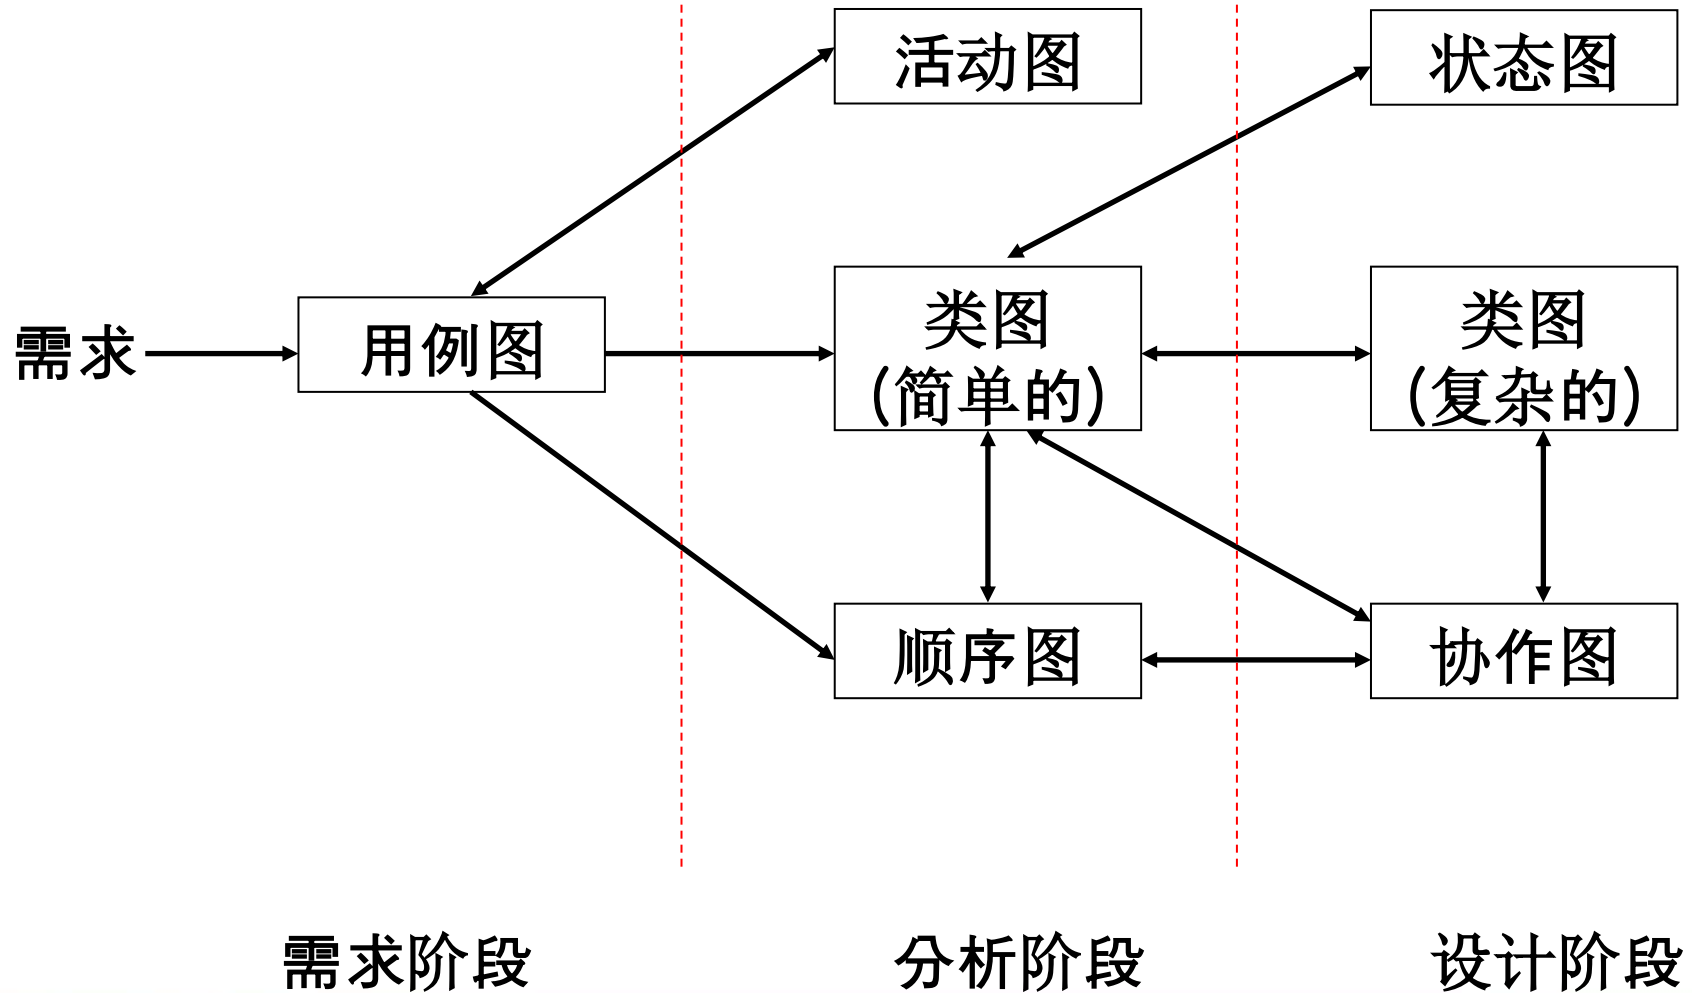 活动图
状态图
需求
用例图
类图
(简单的)
类图
(复杂的)
顺序图
协作图
需求阶段
分析阶段
设计阶段